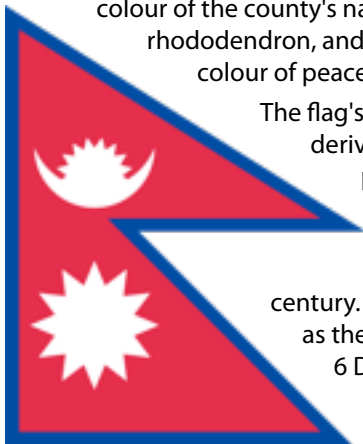 colour of the county's na
rhododendron, and
colour of peace
The flag's
deriv
century.
as the
6 D